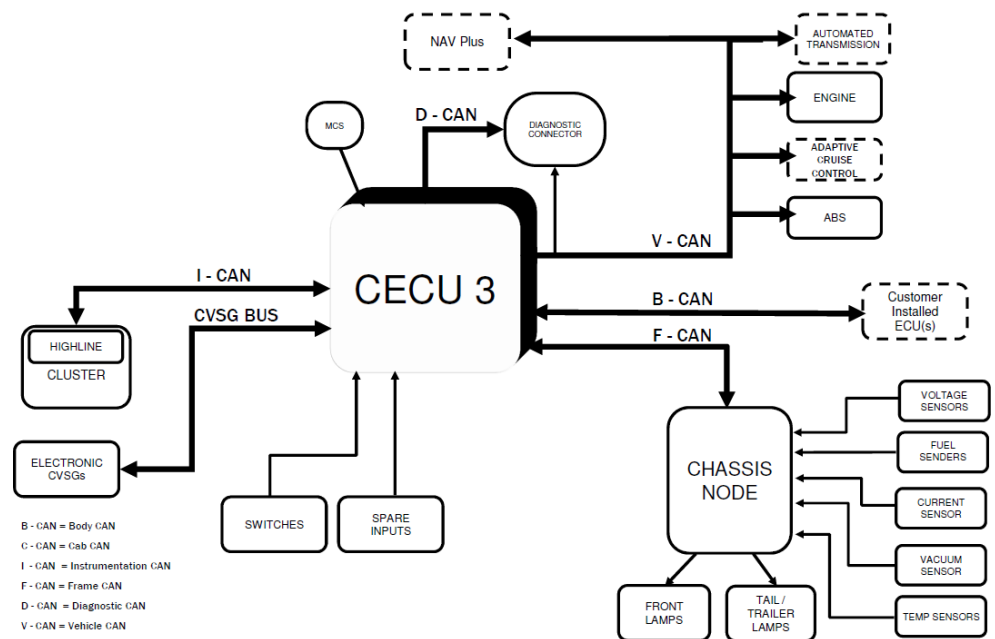 NAV Plus
AUTOMATED
TRANSMISSION
ENGINE
MCS
D - CAN
DIAGNOSTIC
CONNECTOR
ADAPTIVE
CRUISE
CONTROL
ABS
V - CAN
I - CAN
CECU 3
B - CAN
Customer
Installed
ECU(s)
CVSG BUS
F - CAN
HIGHLINE
CLUSTER
VOLTAGE
SENSORS
FUEL
SENDERS
ELECTRONIC
CVSGs
CHASSIS
NODE
CURRENT
SENSOR
SWITCHES
SPARE
INPUTS
VACUUM
SENSOR
FRONT
LAMPS
TAIL /
TRAILER
LAMPS
TEMP SENSORS
B - CAN = Body CAN
C - CAN = Cab CAN
I - CAN = Instrumentation CAN
F - CAN = Frame CAN
D - CAN = Diagnostic CAN
V - CAN = Vehicle CAN